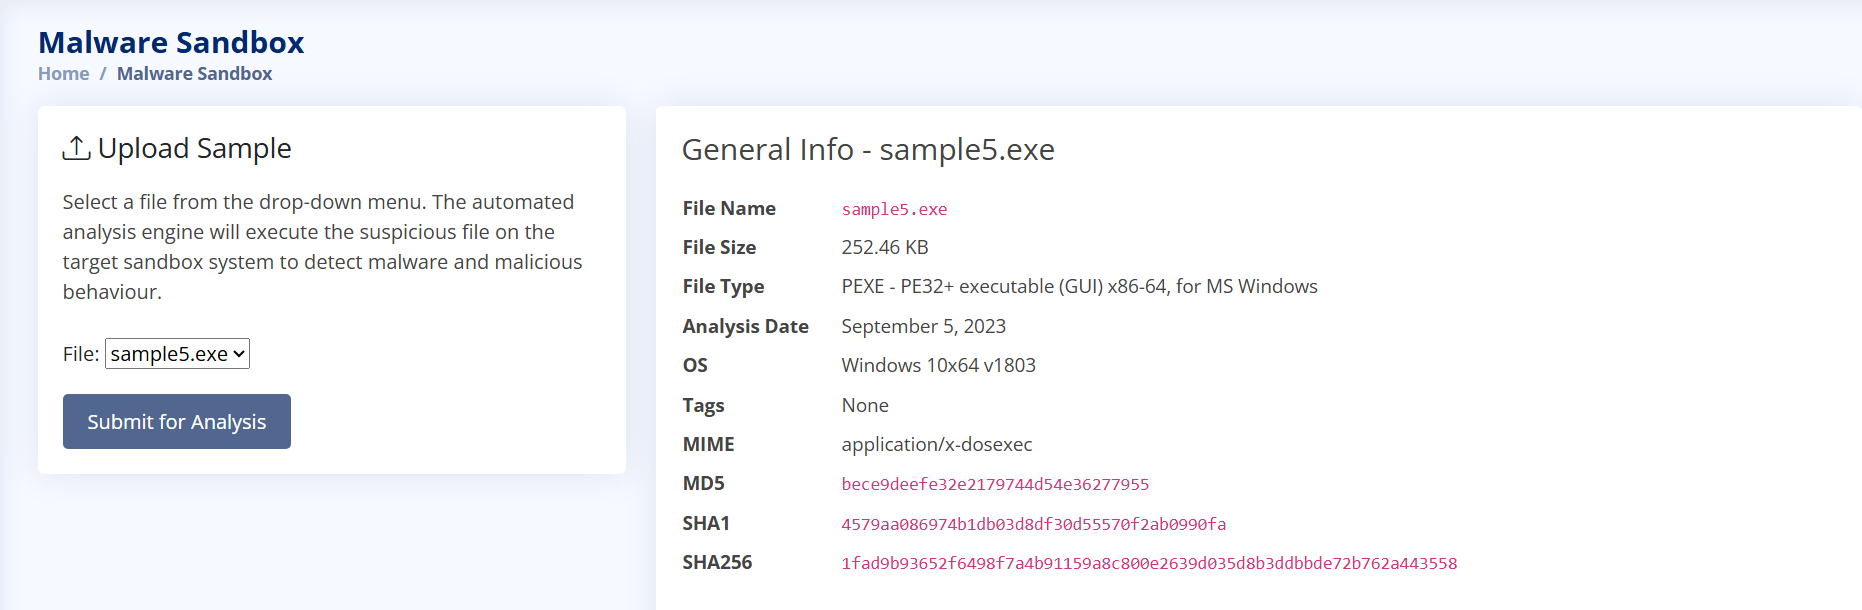 Malware Sandbox
Home / Malware Sandbox
Upload Sample
Select a file from the drop-down menu. The automated
analysis engine will execute the suspicious file on the
target sandbox system to detect malware and malicious
behaviour.
File: sample5.exe
Submit for Analysis
General Info - sample5.exe
File Name sample5.exe
File Size 252.46 KB
File Type PEXE - PE32+ executable (GUI) x86-64, for MS Windows
Analysis Date September 5, 2023
OS Windows 10x64 v1803
Tags None
MIME application/x-dosexec
MD5 bece9deefe32e2179744d54e36277955
SHA1 4579aa086974b1db03d8df30d55570f2ab0990fa
SHA256 1fad9b93652f6498f7a4b91159a8c800e2639d035d8b3ddbbde72b762a443558